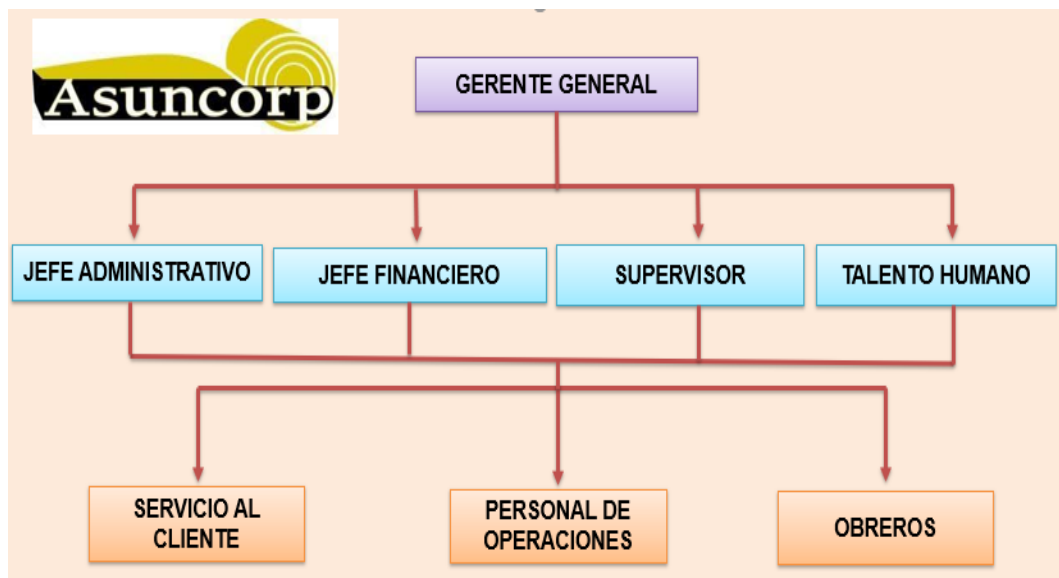 Asuncorp
GERENTE GENERAL
JEFE ADMINISTRATIVO
JEFE FINANCIERO
SUPERVISOR
TALENTO HUMANO
SERVICIO AL
CLIENTE
PERSONAL DE
OPERACIONES
OBREROS